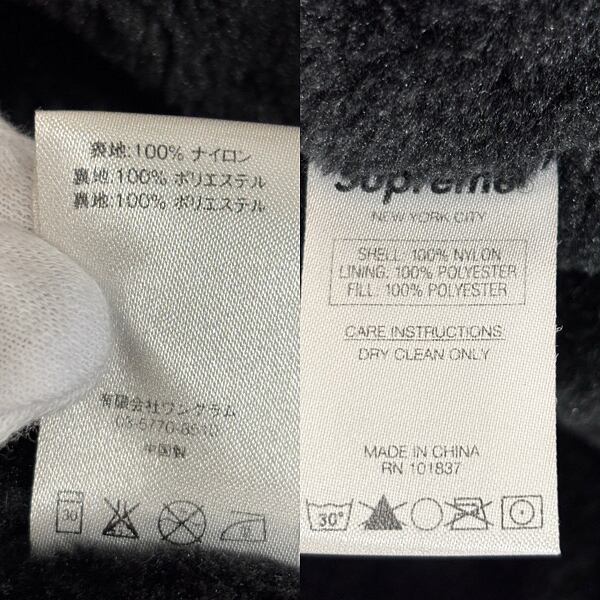 表地:100% ナイロン
裏地:100% ポリエステル
裏地:100% ポリエステル
有限会社ワングラム
中国製
30
Supreme
NEW YORK CITY
SHELL: 100% NYLON
LINING: 100% POLYESTER
FILL: 100% POLYESTER
CARE INSTRUCTIONS:
DRY CLEAN ONLY
MADE IN CHINA
RN 101837
30°